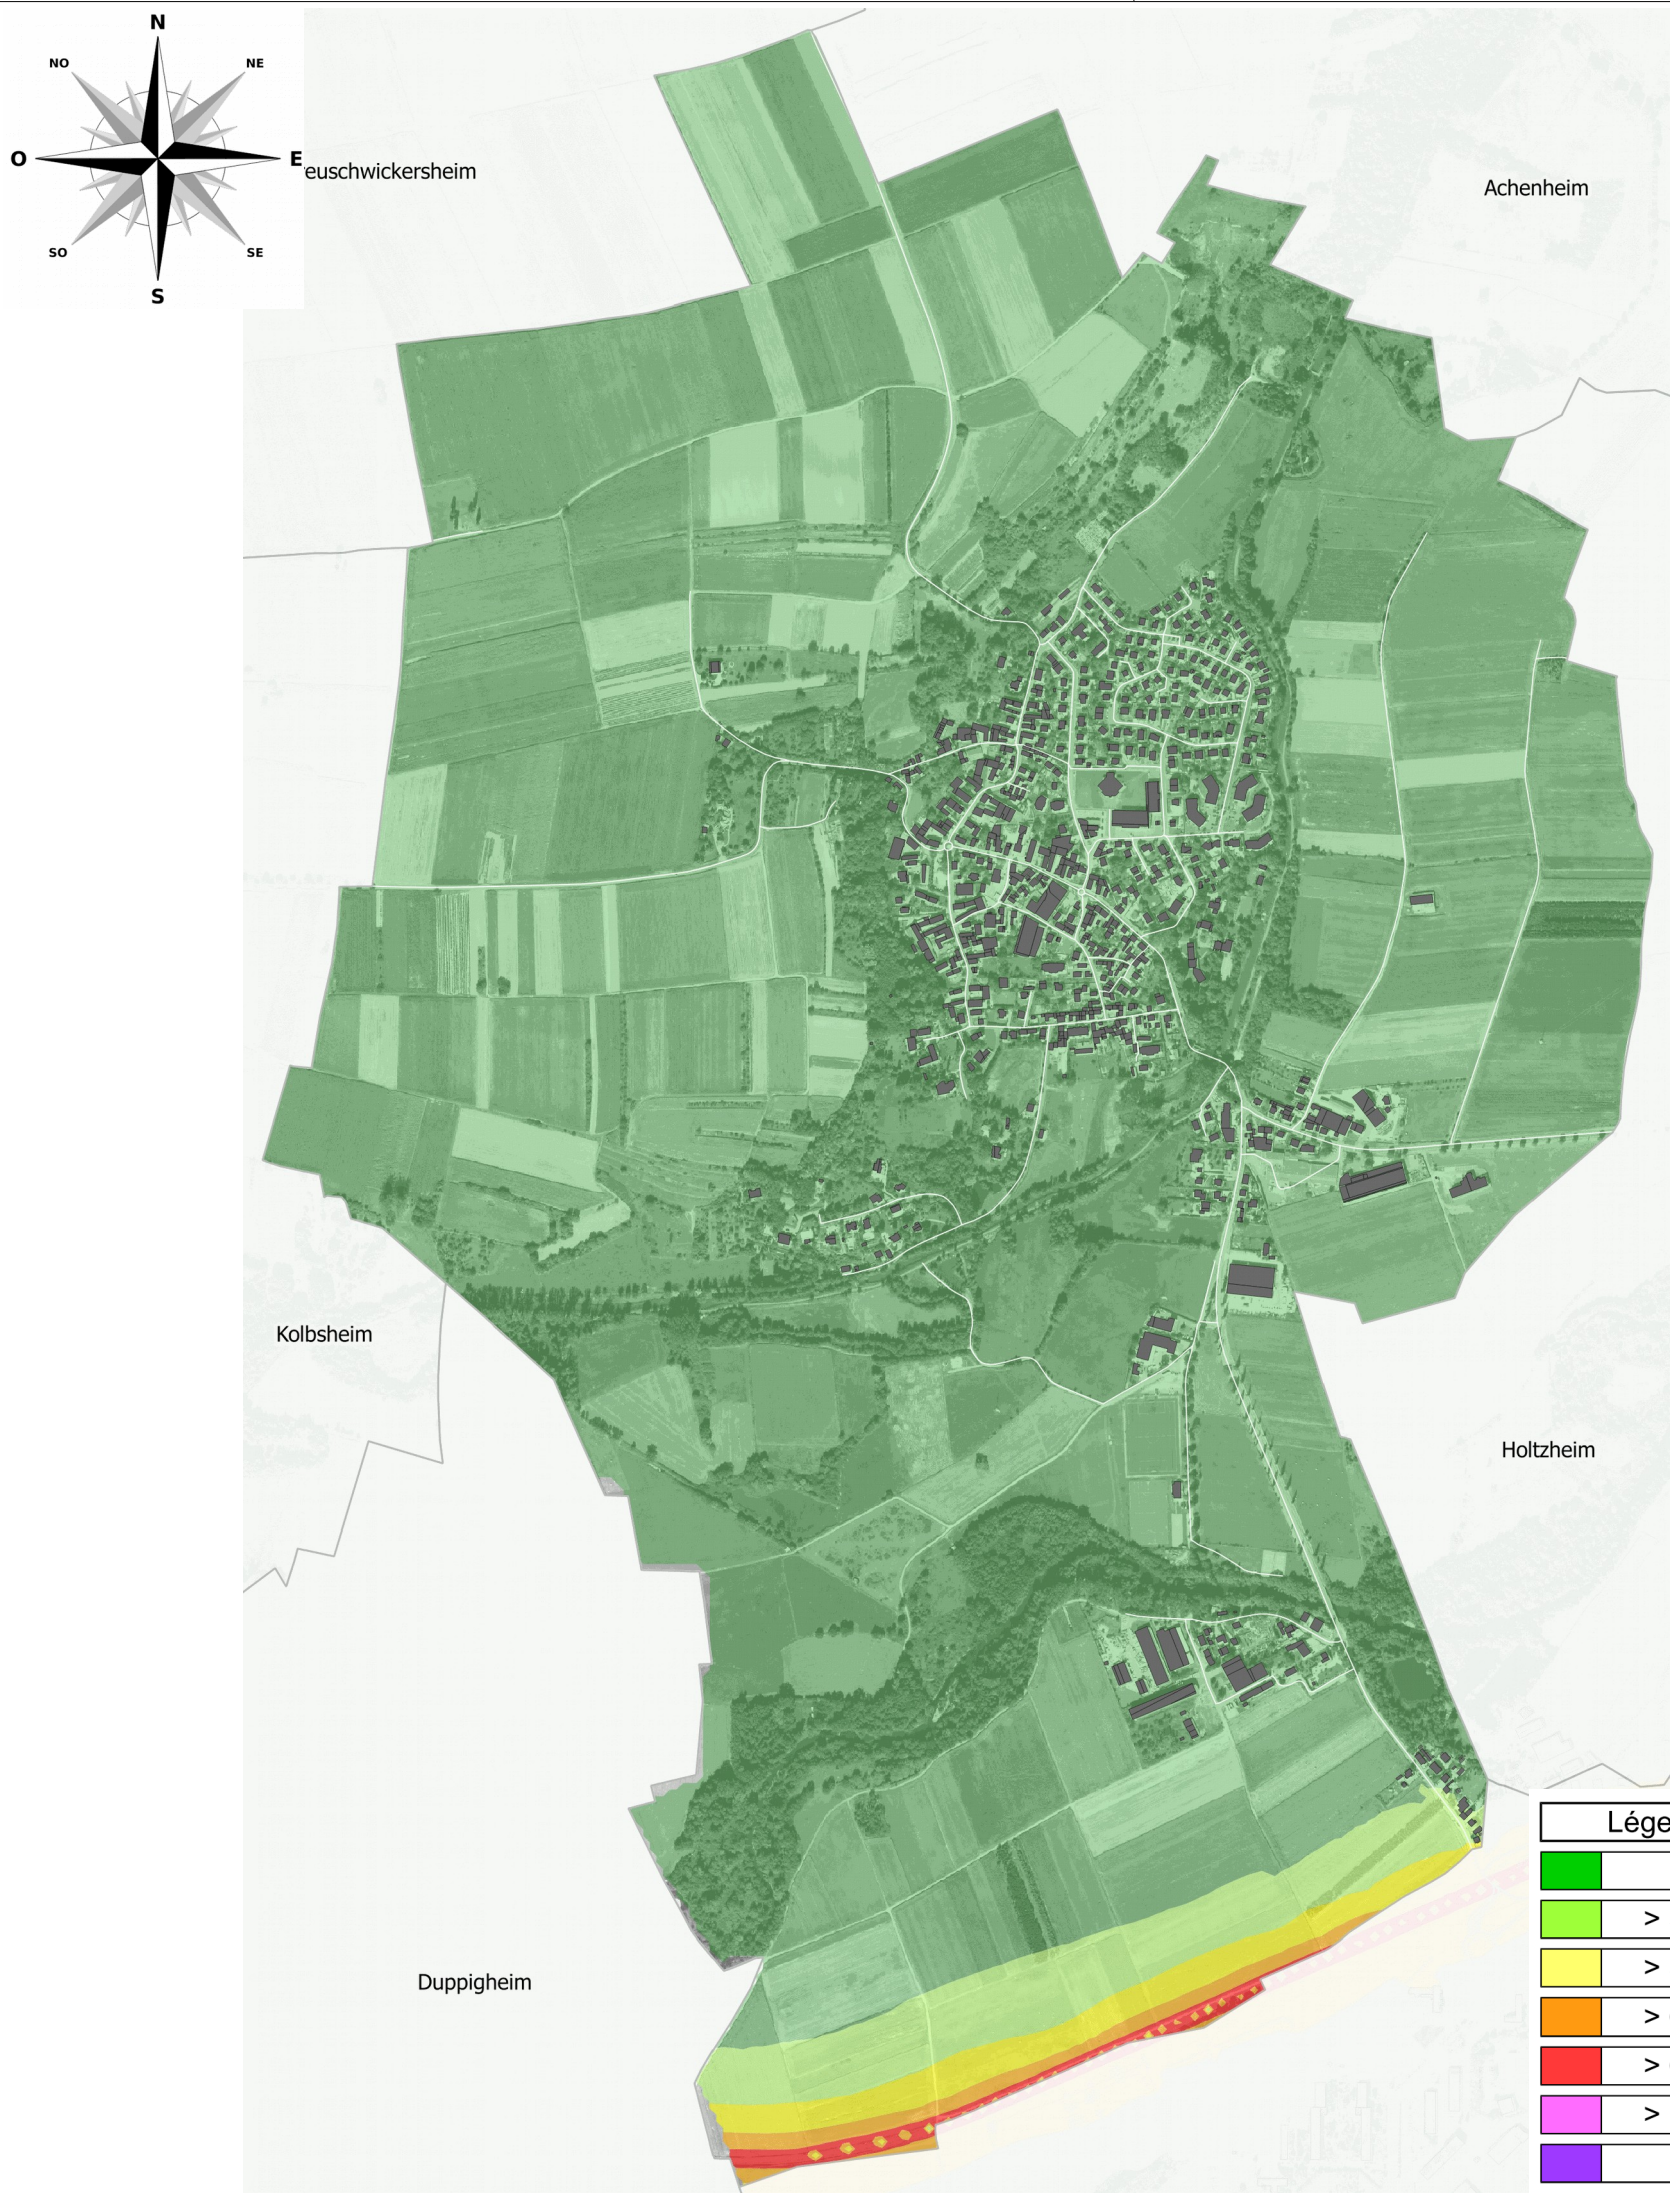 N
NO
NE
O
E
euschwickersheim
Achenheim
SO
SE
S
Kolbsheim
Holtzheim
Lége
>
>
Duppigheim
>
>
>